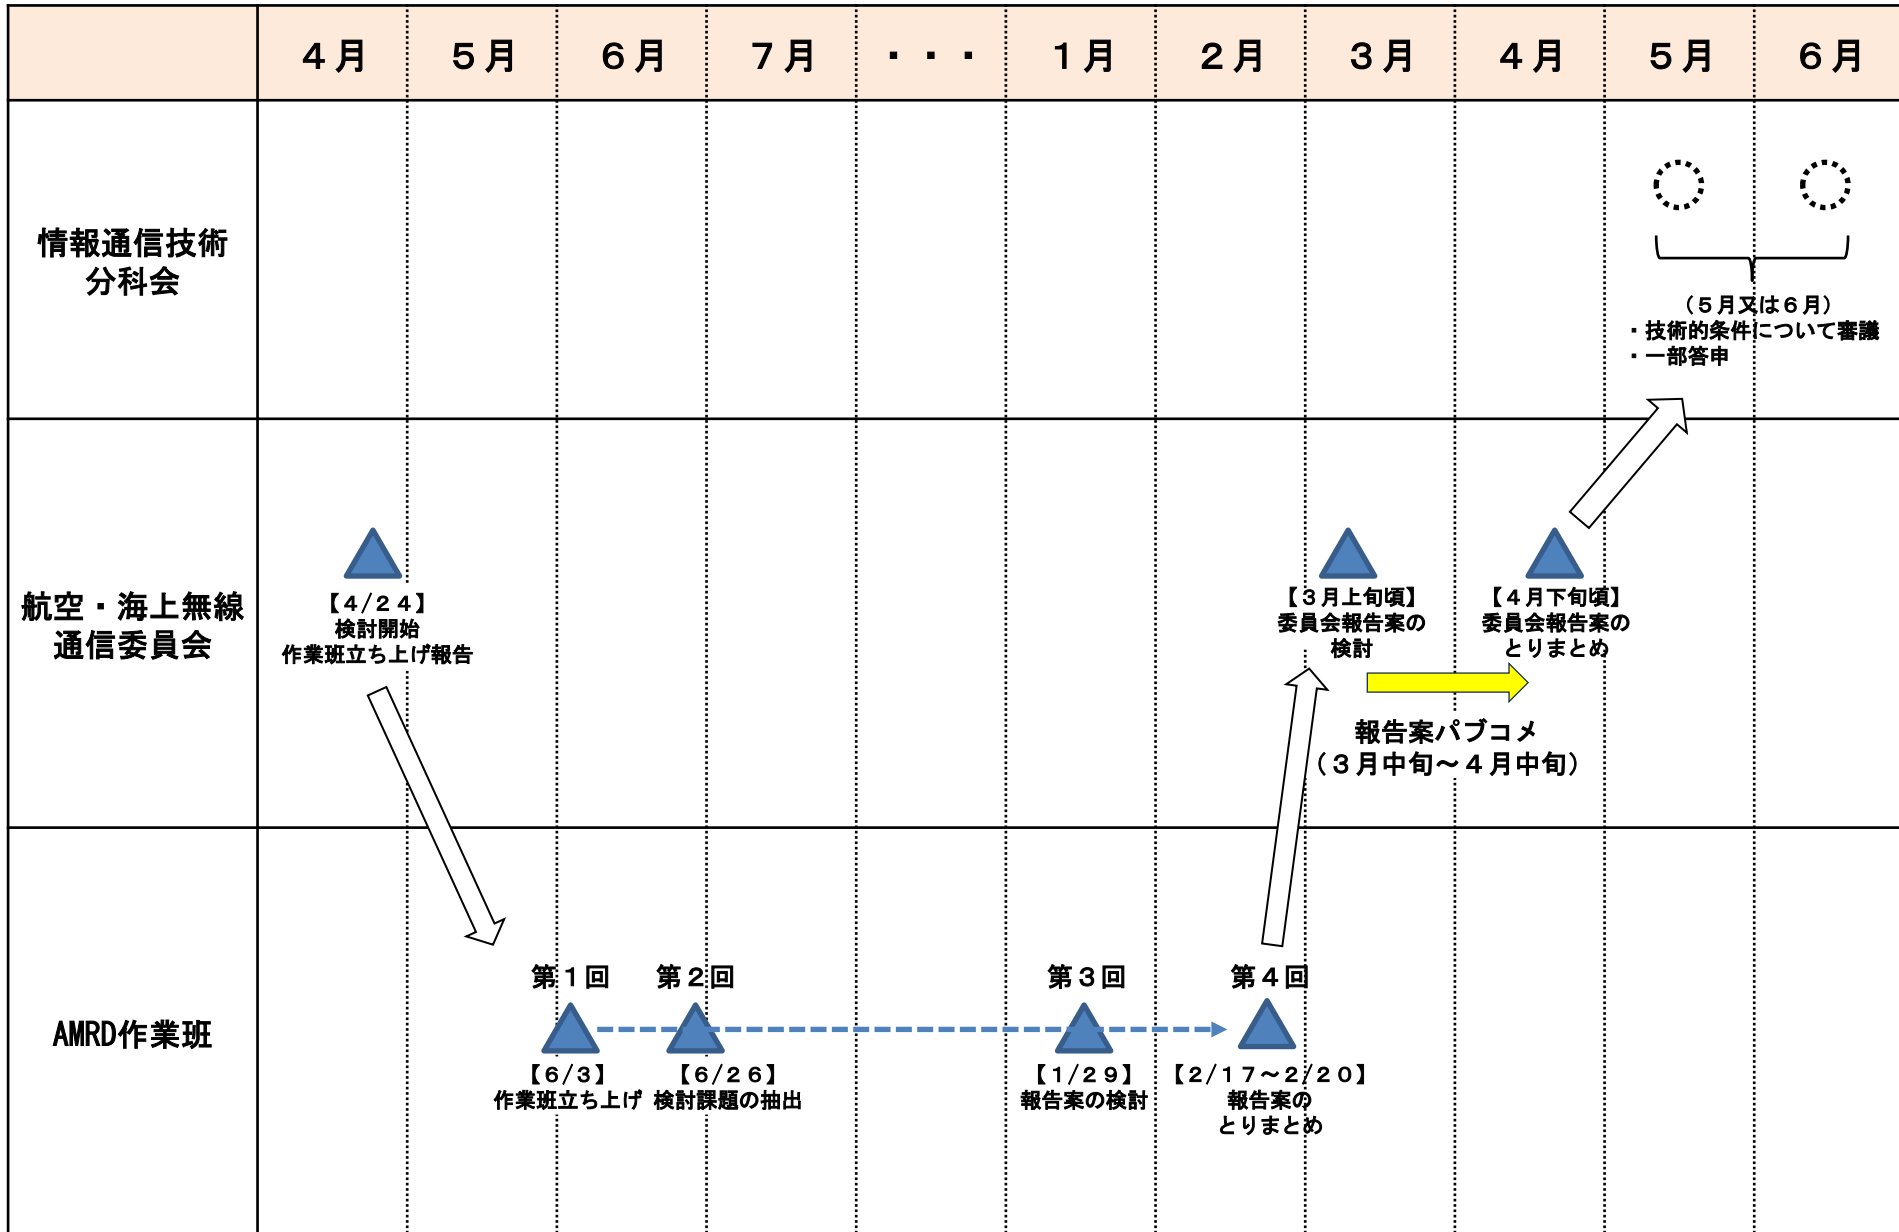 ４月 ５月 ６月 ７月 ・・・ １月 ２月 ３月 ４月 ５月 ６月
情報通信技術
分科会
（５月又は６月）
・技術的条件について審議
・一部答申
航空・海上無線
通信委員会
【４/２４】
検討開始
作業班立ち上げ報告
【３月上旬頃】
委員会報告案の
検討
【４月下旬頃】
委員会報告案の
とりまとめ
報告案パブコメ
（３月中旬～４月中旬）
AMRD作業班
第１回
【６/３】
作業班立ち上げ
第２回
【６/２６】
検討課題の抽出
第３回
【１/２９】
報告案の検討
第４回
【２/１７～２/２０】
報告案の
とりまとめ